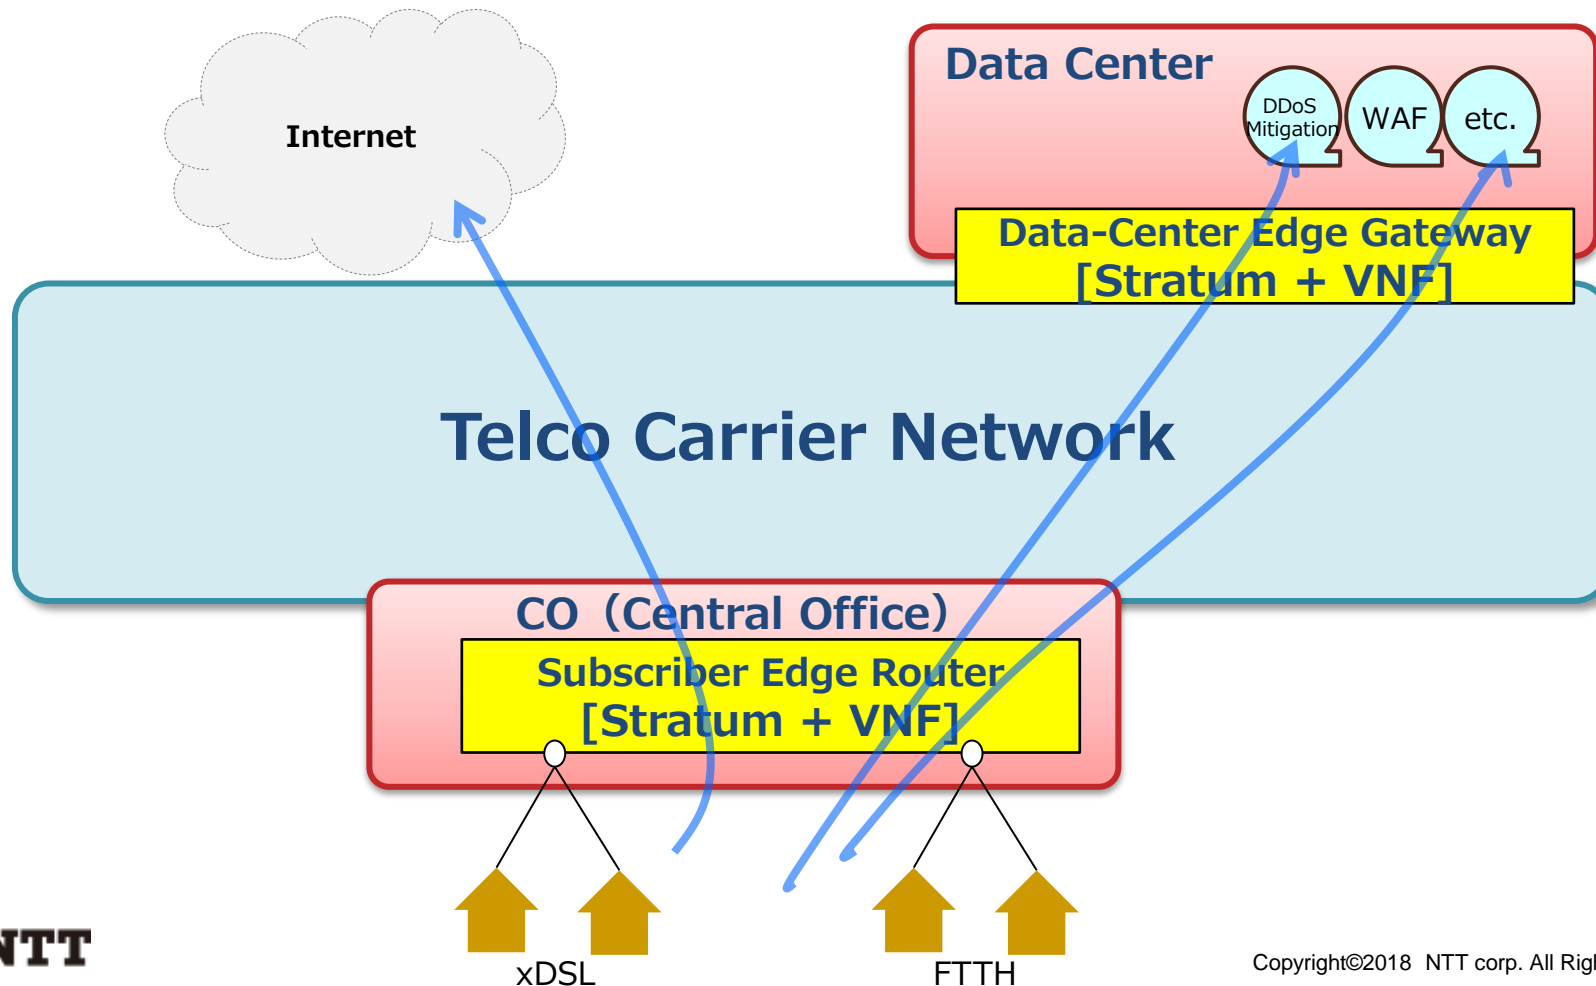 Internet
Data Center
DDoS
Mitigation
WAF
etc.
Data-Center Edge Gateway
[Stratum + VNF]
Telco Carrier Network
CO（Central Office）
Subscriber Edge Router
[Stratum + VNF]
xDSL
FTTH
NTT
Copyright©2018 NTT corp. All Righ